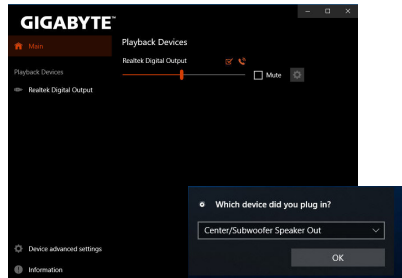 GIGABYTE™
Main
Playback Devices
Realtek Digital Output
Playback Devices
Realtek Digital Output
Mute
Device advanced settings
Information
Which device did you plug in?
Center/Subwoofer Speaker Out
OK